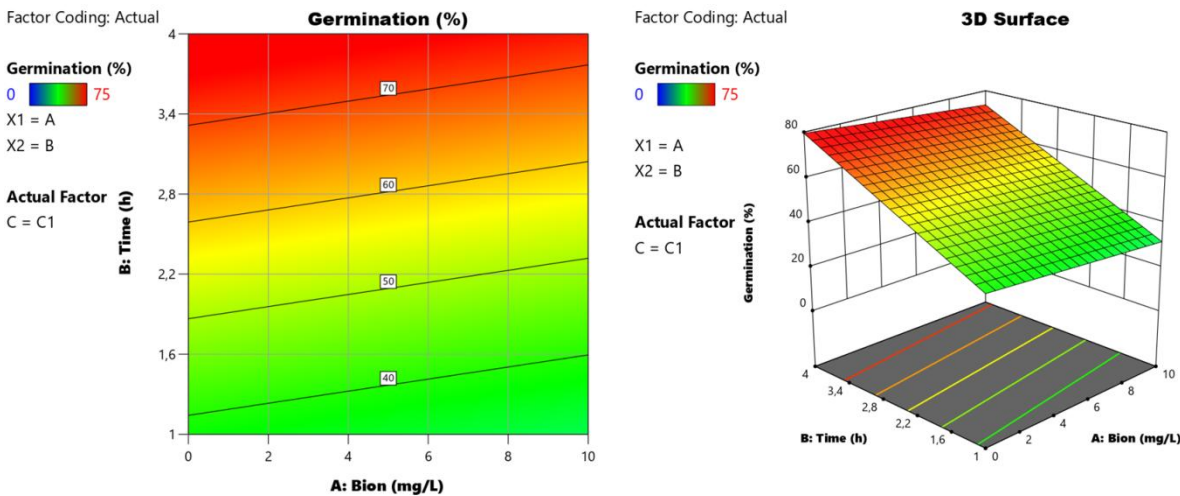 Factor Coding: Actual
Germination (%)
Germination (%)
0 75
X1 = A
X2 = B
Actual Factor
C = C1
B: Time (h)
4
3,4
2,8
2,2
1,6
1
70
60
50
40
0 2 4 6 8 10
A: Bion (mg/L)
Factor Coding: Actual
3D Surface
Germination (%)
0 75
X1 = A
X2 = B
Actual Factor
C = C1
Germination (%)
80
60
40
20
0
4
3,4
2,8
2,2
1,6
1
B: Time (h)
0
2
4
6
8
10
A: Bion (mg/L)